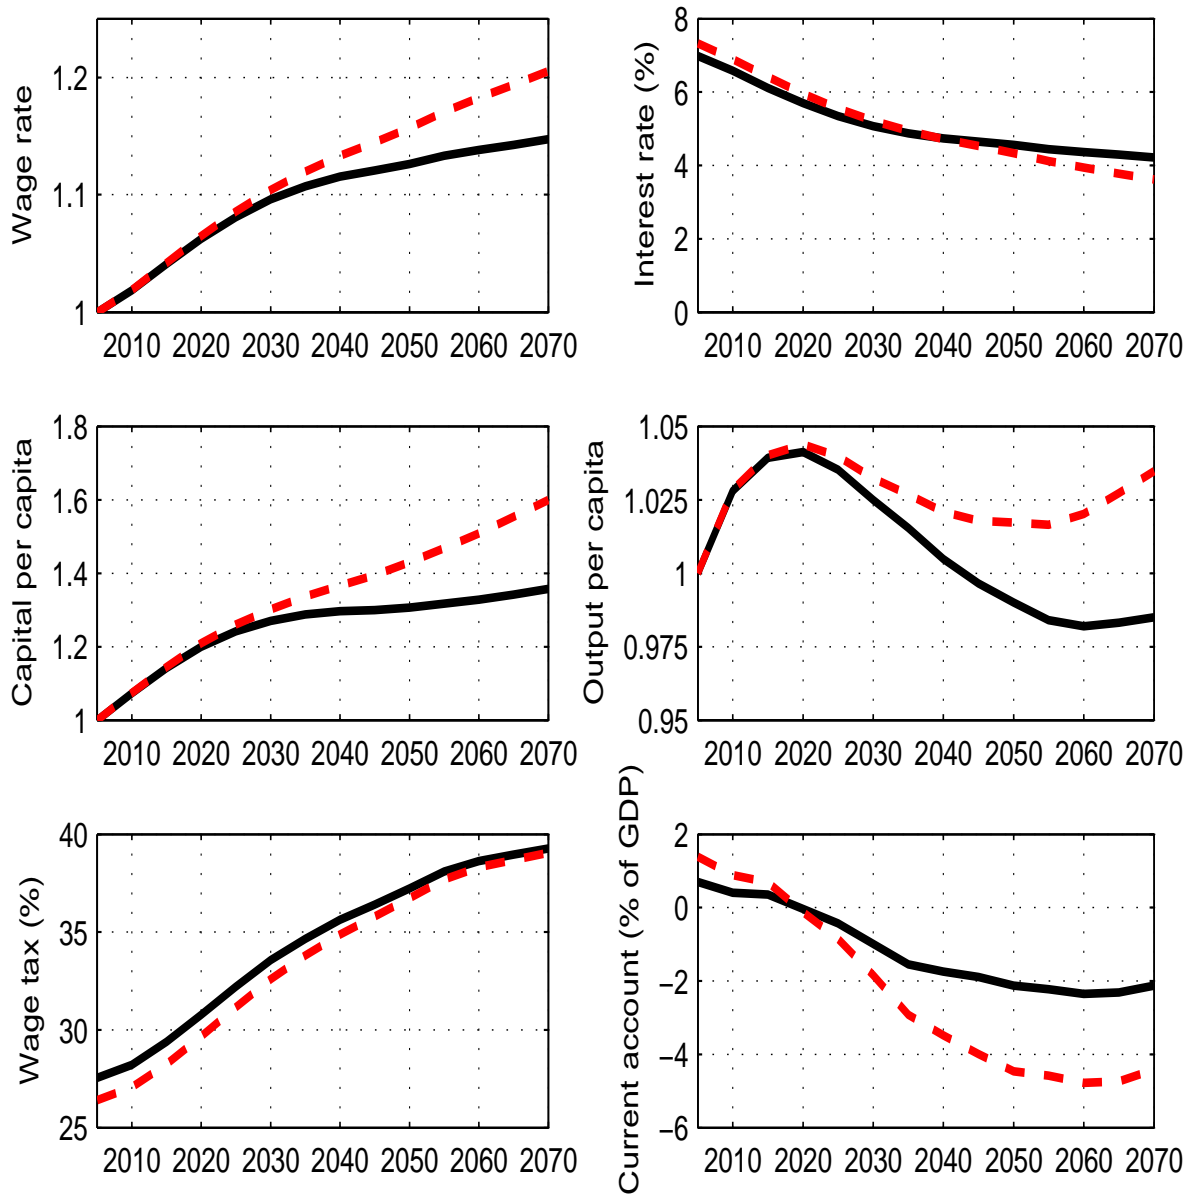 Wage rate
1.2
1.1
1
2010 2020 2030 2040 2050 2060 2070
Interest rate (%)
8
6
4
2
0
2010 2020 2030 2040 2050 2060 2070
Capital per capita
1.8
1.6
1.4
1.2
1
2010 2020 2030 2040 2050 2060 2070
Output per capita
1.05
1.025
1
0.975
0.95
2010 2020 2030 2040 2050 2060 2070
Wage tax (%)
40
35
30
25
2010 2020 2030 2040 2050 2060 2070
Current account (% of GDP)
2
0
−2
−4
−6
2010 2020 2030 2040 2050 2060 2070